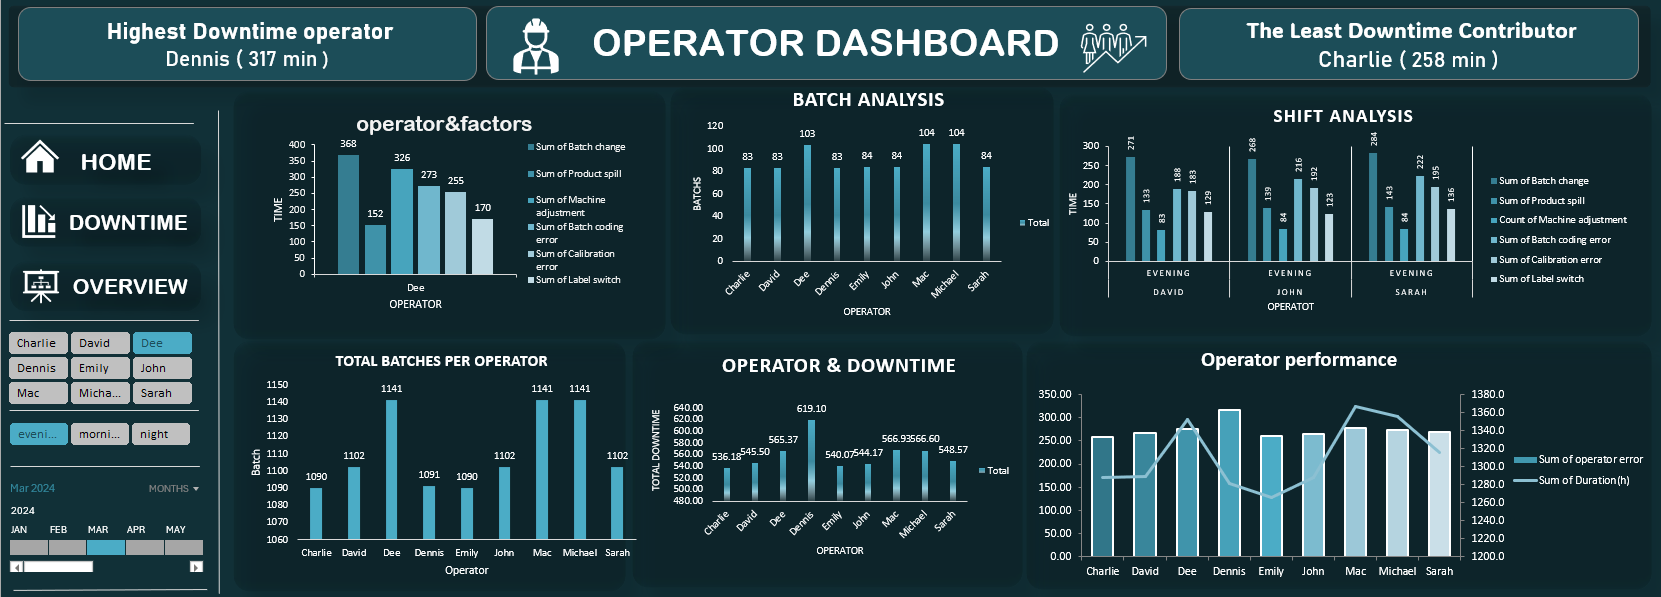 Highest Downtime operator
Dennis ( 317 min )
OPERATOR DASHBOARD
The Least Downtime Contributor
Charlie ( 258 min )
HOME
DOWNTIME
OVERVIEW
Charlie David Dee
Dennis Emily John
Mac Micha... Sarah
eveni... morni... night
Mar 2024 MONTHS
2024
JAN FEB MAR APR MAY
operator&factors
400
350
300
250
200
150
100
50
0
TIME
368 152 326 273 255 170
Dee
OPERATOR
Sum of Batch change
Sum of Product spill
Sum of Machine
adjustment
Sum of Batch coding
error
Sum of Calibration
error
Sum of Label switch
BATCH ANALYSIS
120
100
80
60
40
20
0
BATCHS
83 83 103 83 84 84 104 104 84
Charlie David Dee Dennis Emily John Mac Michael Sarah
OPERATOR
Total
SHIFT ANALYSIS
300
250
200
150
100
50
0
TIME
271 133 83 188 183 129 268 139 84 216 192 123 284 143 84 222 195 136
EVENING EVENING EVENING
DAVID JOHN SARAH
OPERATOT
Sum of Batch change
Sum of Product spill
Count of Machine adjustment
Sum of Batch coding error
Sum of Calibration error
Sum of Label switch
TOTAL BATCHES PER OPERATOR
1150
1140
1130
1120
1110
1100
1090
1080
1070
1060
Batch
1090 1102 1141 1091 1090 1102 1141 1141 1102
Charlie David Dee Dennis Emily John Mac Michael Sarah
Operator
OPERATOR & DOWNTIME
640.00
620.00
600.00
580.00
560.00
540.00
520.00
500.00
480.00
TOTAL DOWNTIME
536.18 545.50 565.37 619.10 540.07 544.17 566.93 566.60 548.57
Charlie David Dee Dennis Emily John Mac Michael Sarah
OPERATOR
Total
Operator performance
350.00
300.00
250.00
200.00
150.00
100.00
50.00
0.00
1380.0
1360.0
1340.0
1320.0
1300.0
1280.0
1260.0
1240.0
1220.0
1200.0
Charlie David Dee Dennis Emily John Mac Michael Sarah
Sum of operator error
Sum of Duration(h)